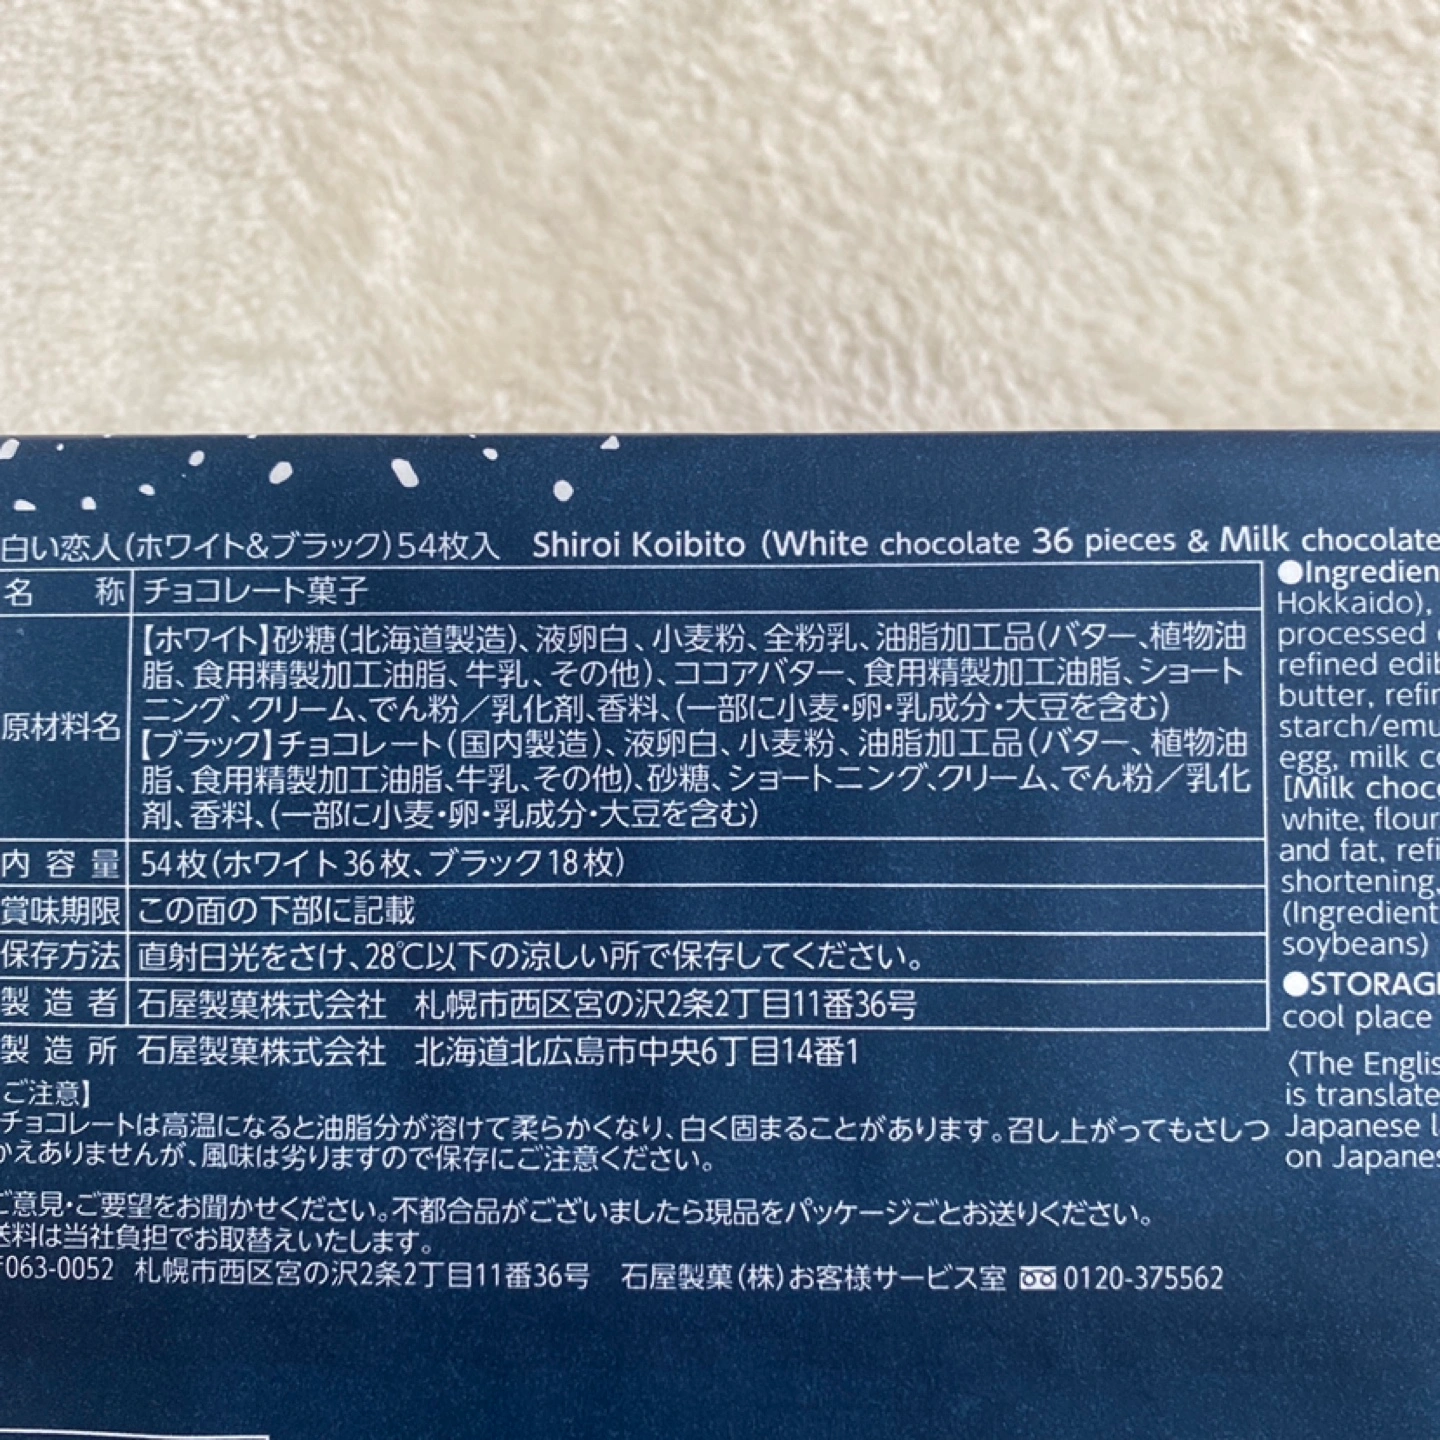 白い恋人(ホワイト&ブラック)54枚入 Shiroi Koibito (White chocolate 36 pieces & Milk chocolate
名 称 チョコレート菓子
原材料名
【ホワイト】砂糖(北海道製造)、液卵白、小麦粉、全粉乳、油脂加工品(バター、植物油
脂、食用精製加工油脂、牛乳、その他)、ココアバター、食用精製加工油脂、ショート
ニング、クリーム、でん粉／乳化剤、香料、(一部に小麦・卵・乳成分・大豆を含む)
【ブラック】チョコレート(国内製造)、液卵白、小麦粉、油脂加工品(バター、植物油
脂、食用精製加工油脂、牛乳、その他)、砂糖、ショートニング、クリーム、でん粉／乳化
剤、香料、(一部に小麦・卵・乳成分・大豆を含む)
内容量 54枚(ホワイト36枚、ブラック18枚)
賞味期限 この面の下部に記載
保存方法 直射日光をさけ、28℃以下の涼しい所で保存してください。
製造者 石屋製菓株式会社 札幌市西区宮の沢2条2丁目11番36号
製造所 石屋製菓株式会社 北海道北広島市中央6丁目14番1
ご注意】
チョコレートは高温になると油脂分が溶けて柔らかくなり、白く固まることがあります。召し上がってもさしつ
かえありませんが、風味は劣りますので保存にご注意ください。
ご意見・ご要望をお聞かせください。不都合品がございましたら現品をパッケージごとお送りください。
送料は当社負担でお取替えいたします。
〒063-0052 札幌市西区宮の沢2条2丁目11番36号 石屋製菓(株)お客様サービス室 0120-375562
●Ingredien
Hokkaido),
processed
refined edib
butter, refin
starch/emu
egg, milk co
[Milk choco
white, flour
and fat, refi
shortening,
(Ingredient
soybeans)
●STORAG
cool place
〈The Englis
is translate
Japanese l
on Japanes